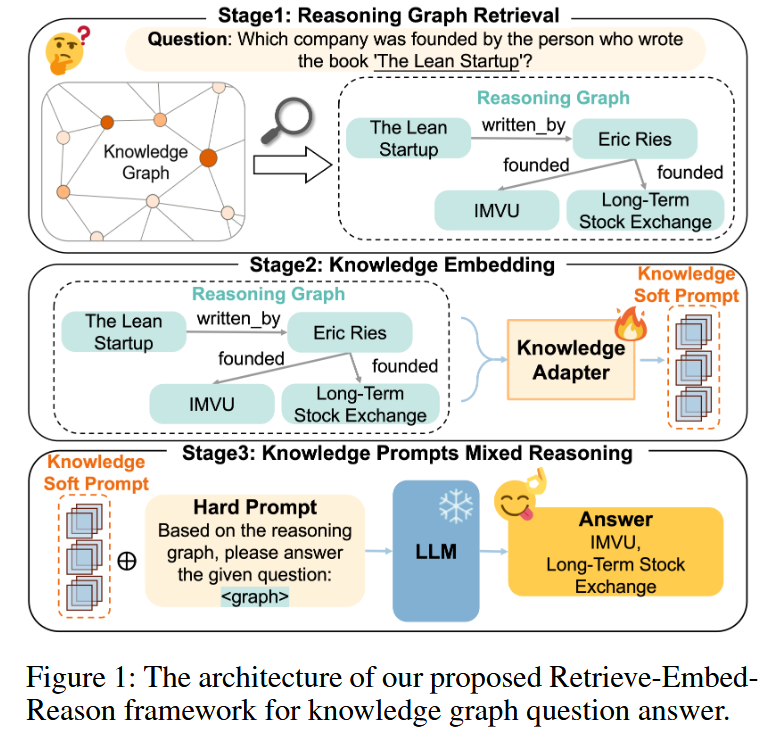 Stage1: Reasoning Graph Retrieval
?
Question: Which company was founded by the person who wrote
the book 'The Lean Startup'?
Knowledge
Graph
Reasoning Graph
The Lean
Startup
written_by
Eric Ries
founded
founded
IMVU
Long-Term
Stock Exchange
Stage2: Knowledge Embedding
Reasoning Graph
The Lean
Startup
written_by
Eric Ries
founded
founded
IMVU
Long-Term
Stock Exchange
Knowledge
Adapter
Knowledge
Soft Prompt
Stage3: Knowledge Prompts Mixed Reasoning
Knowledge
Soft Prompt
⊕
Hard Prompt
Based on the reasoning
graph, please answer
the given question:
<graph>
LLM
Answer
IMVU,
Long-Term Stock
Exchange
Figure 1: The architecture of our proposed Retrieve-Embed-
Reason framework for knowledge graph question answer.